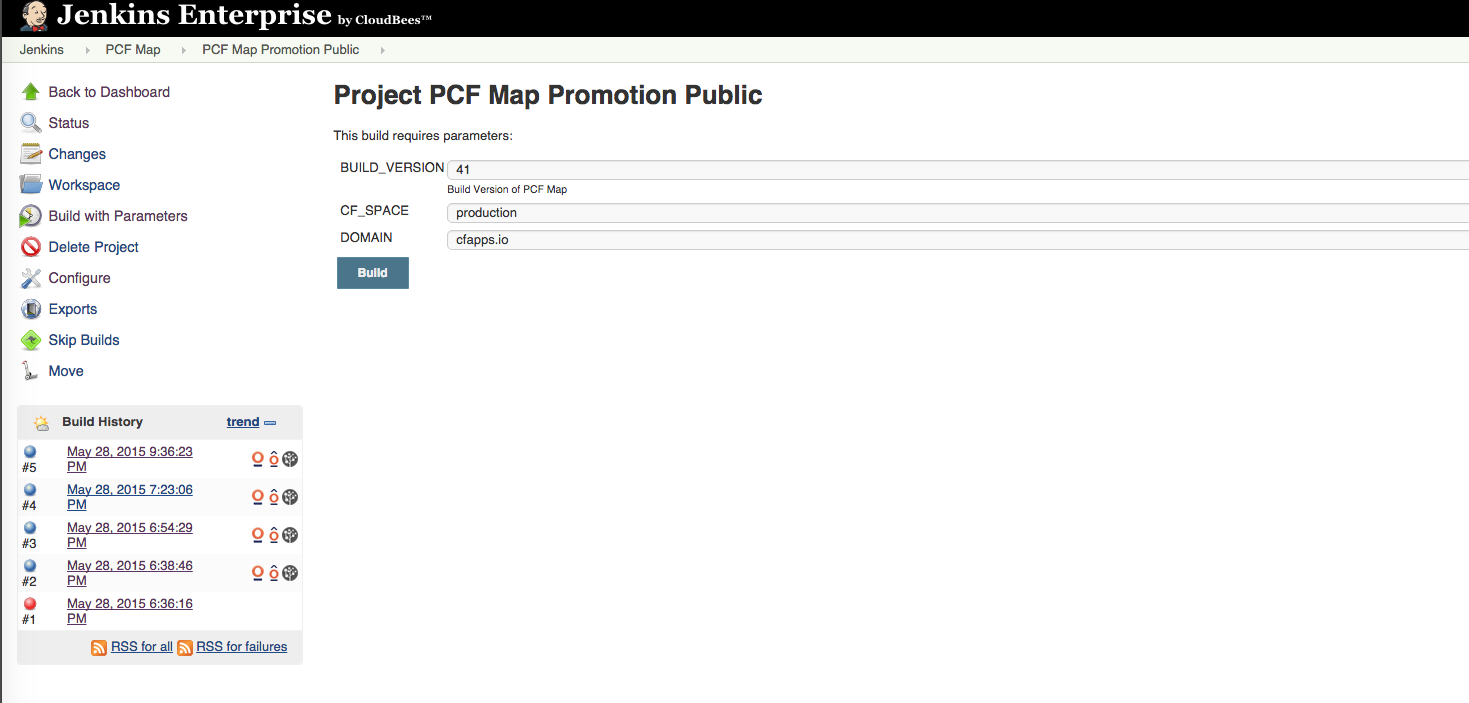 Jenkins Enterprise by CloudBees™
Jenkins PCF Map PCF Map Promotion Public
Back to Dashboard
Status
Changes
Workspace
Build with Parameters
Delete Project
Configure
Exports
Skip Builds
Move
Project PCF Map Promotion Public
This build requires parameters:
BUILD_VERSION 41
Build Version of PCF Map
CF_SPACE production
DOMAIN cfapps.io
Build
Build History trend
#5 May 28, 2015 9:36:23
PM
#4 May 28, 2015 7:23:06
PM
#3 May 28, 2015 6:54:29
PM
#2 May 28, 2015 6:38:46
PM
#1 May 28, 2015 6:36:16
PM
RSS for all RSS for failures